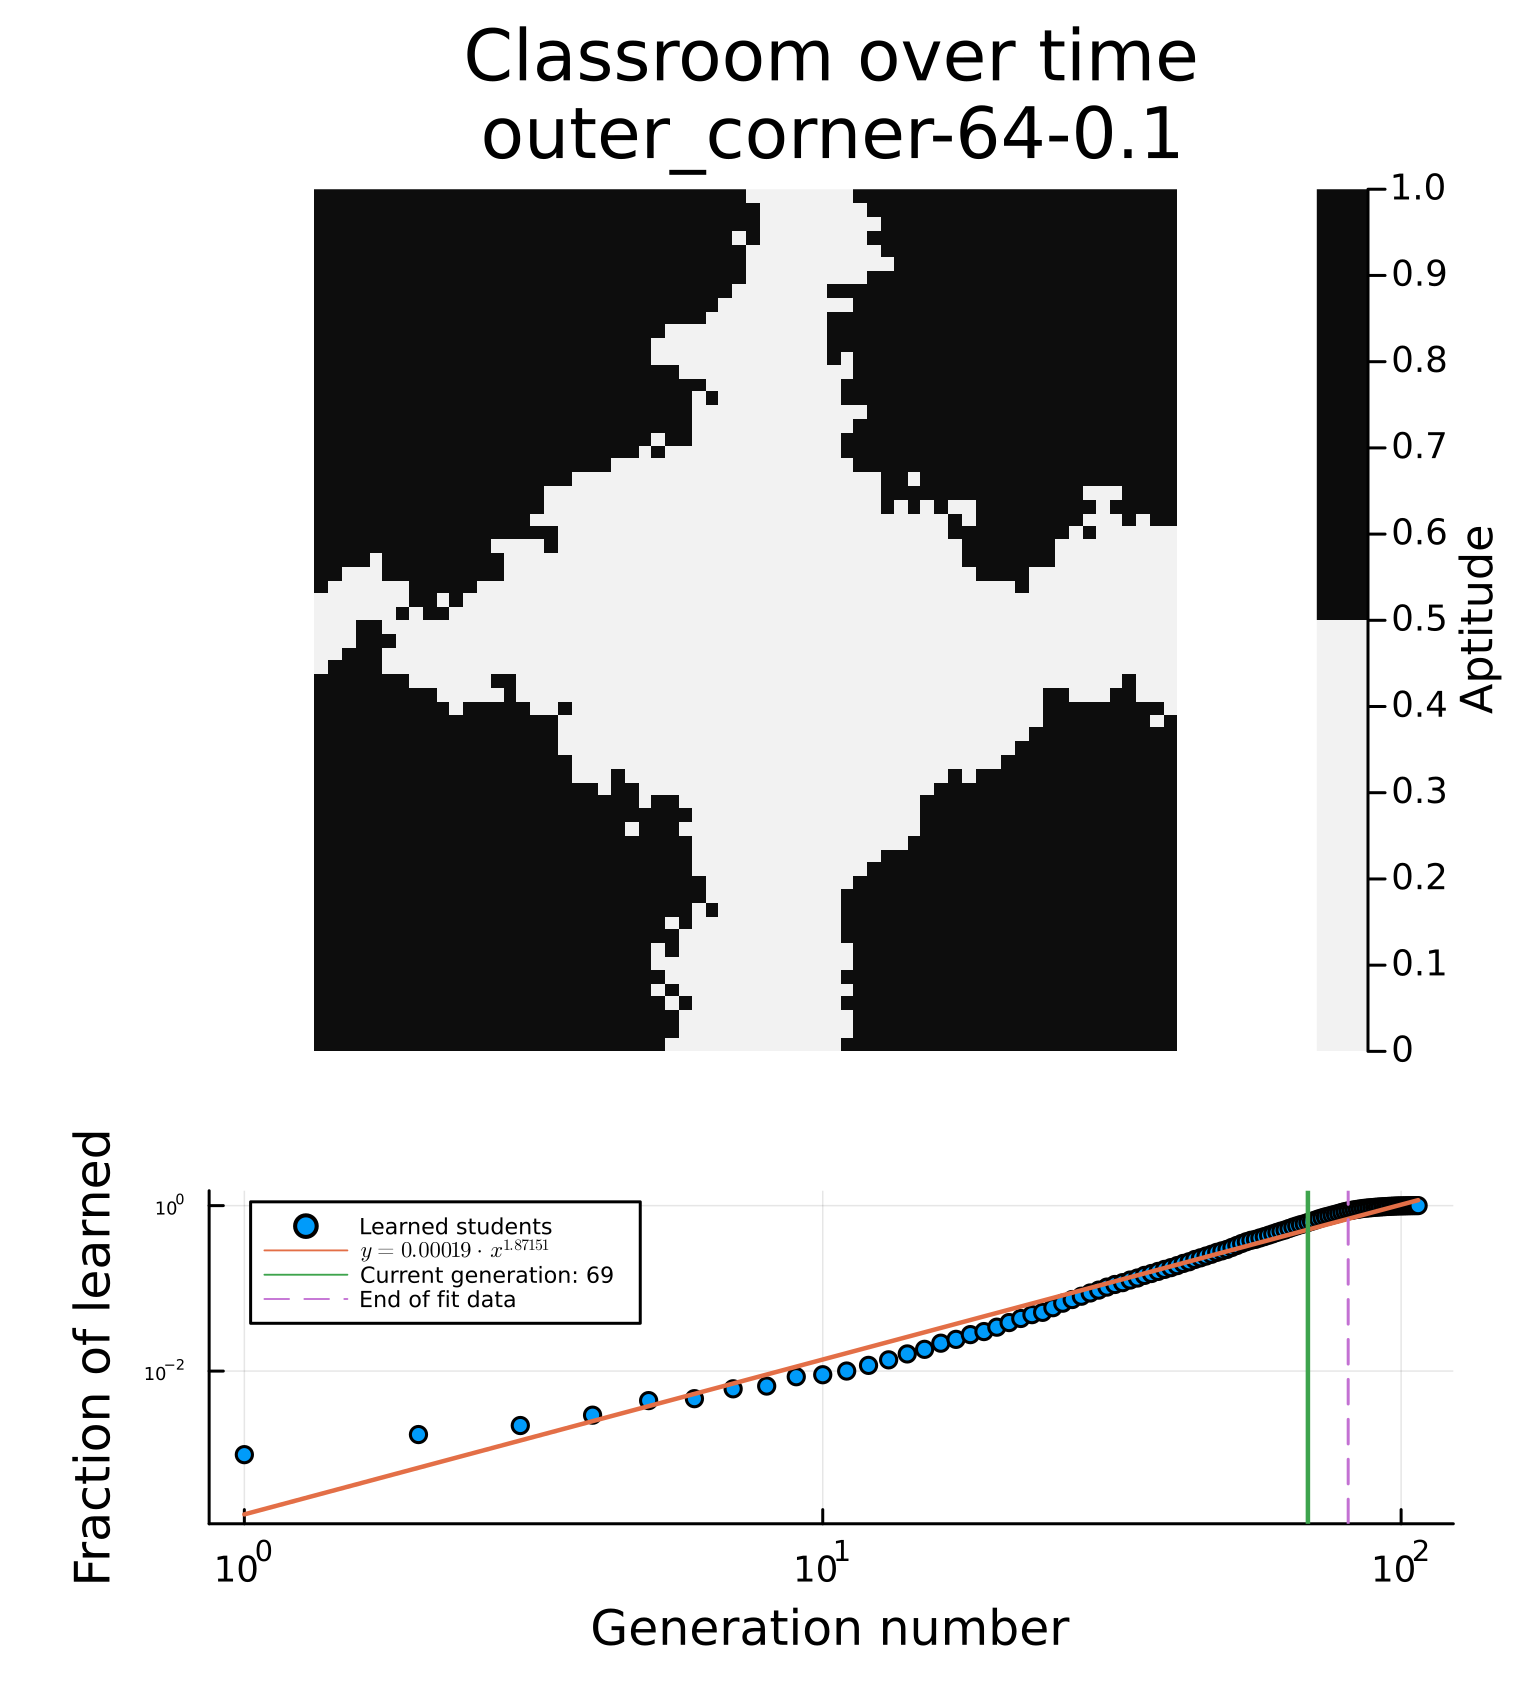 Classroom over time
outer_corner-64-0.1
1.0
0.9
0.8
0.7
0.6
0.5
0.4
0.3
0.2
0.1
0
Aptitude
Fraction of learned
10⁰
10⁻²
Learned students
y = 0.00019 · x^1.87151
Current generation: 69
End of fit data
10⁰
10¹
10²
Generation number